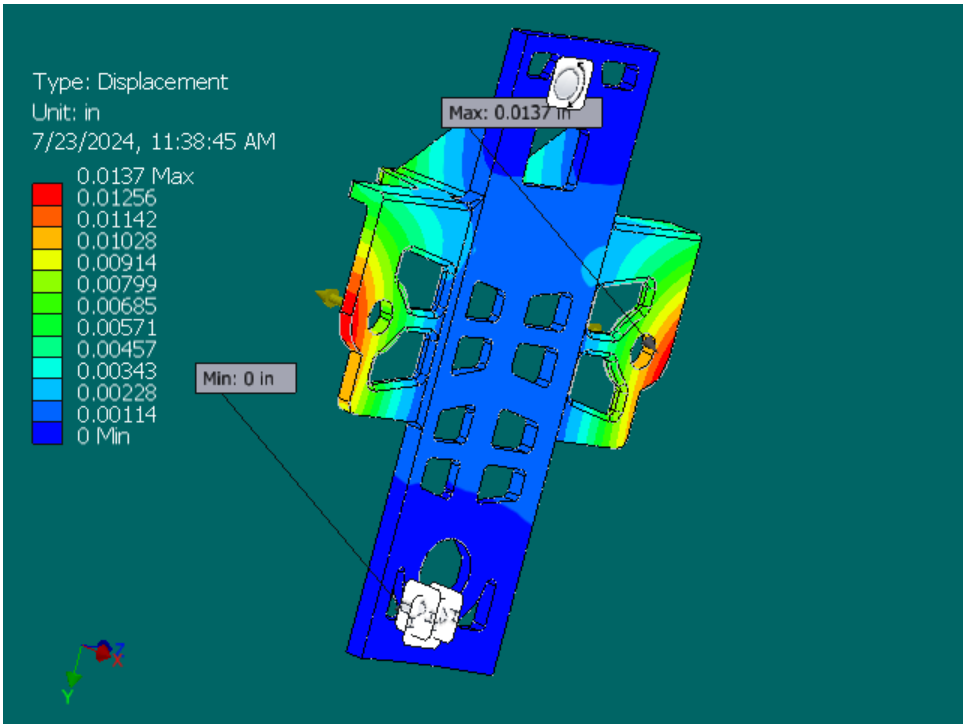 Type: Displacement
Unit: in
7/23/2024, 11:38:45 AM
0.0137 Max
0.01256
0.01142
0.01028
0.00914
0.00799
0.00685
0.00571
0.00457
0.00343
0.00228
0.00114
0 Min
Max: 0.0137 in
Min: 0 in
Z
X
Y